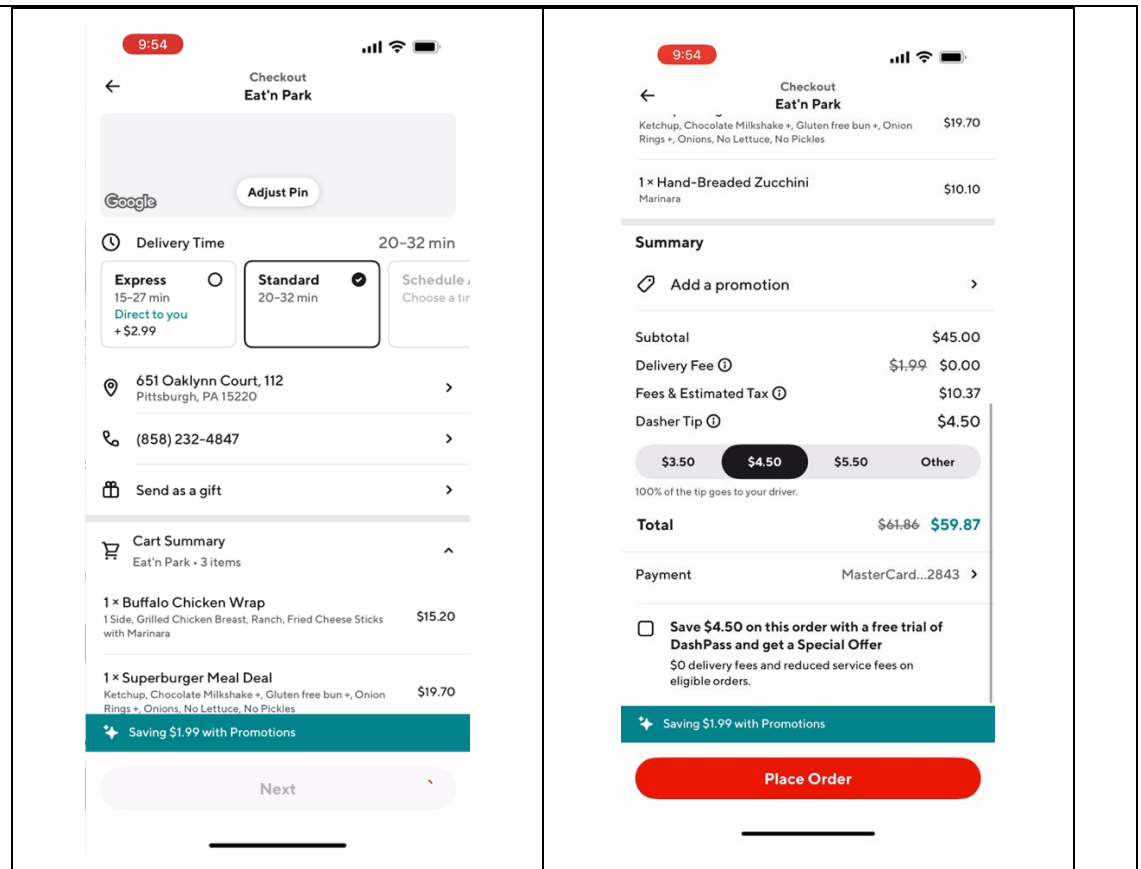 9:54
Checkout
Eat'n Park
Google
Adjust Pin
Delivery Time 20–32 min
Express
15–27 min
Direct to you
+ $2.99
Standard
20–32 min
Schedule
Choose a
651 Oaklynn Court, 112
Pittsburgh, PA 15220
(858) 232-4847
Send as a gift
Cart Summary
Eat'n Park • 3 items
1 × Buffalo Chicken Wrap $15.20
1 Side, Grilled Chicken Breast, Ranch, Fried Cheese Sticks
with Marinara
1 × Superburger Meal Deal
Ketchup, Chocolate Milkshake +, Gluten free bun +, Onion $19.70
Rings +, Onions, No Lettuce, No Pickles
Saving $1.99 with Promotions
Next
9:54
Checkout
Eat'n Park
Ketchup, Chocolate Milkshake +, Gluten free bun +, Onion $19.70
Rings +, Onions, No Lettuce, No Pickles
1 × Hand-Breaded Zucchini $10.10
Marinara
Summary
Add a promotion
Subtotal $45.00
Delivery Fee $1.99 $0.00
Fees & Estimated Tax $10.37
Dasher Tip $4.50
$3.50 $4.50 $5.50 Other
100% of the tip goes to your driver.
Total $61.86 $59.87
Payment MasterCard...2843
Save $4.50 on this order with a free trial of
DashPass and get a Special Offer
$0 delivery fees and reduced service fees on
eligible orders.
Saving $1.99 with Promotions
Place Order